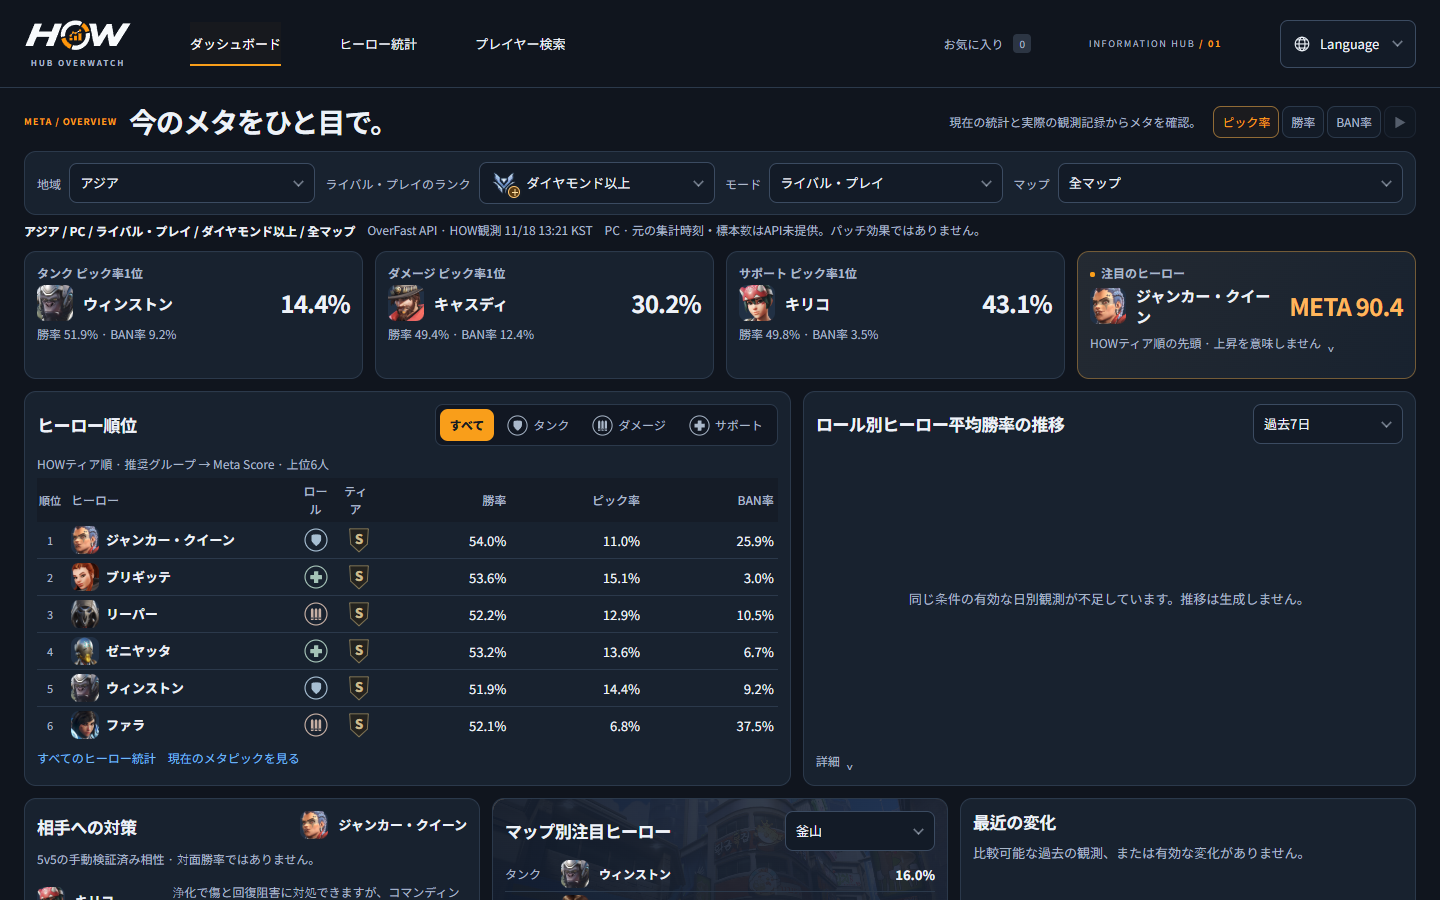 HOW
HUB OVERWATCH
ダッシュボード
ヒーロー統計
プレイヤー検索
お気に入り 0
INFORMATION HUB / 01
Language
META / OVERVIEW
今のメタをひと目で。
現在の統計と実際の観測記録からメタを確認。
ピック率
勝率
BAN率
地域 アジア
ライバル・プレイのランク ダイヤモンド以上
モード ライバル・プレイ
マップ 全マップ
アジア / PC / ライバル・プレイ / ダイヤモンド以上 / 全マップ OverFast API · HOW観測 11/18 13:21 KST PC · 元の集計時刻・標本数はAPI未提供。パッチ効果ではありません。
タンク ピック率1位
ウィンストン 14.4%
勝率 51.9% · BAN率 9.2%
ダメージ ピック率1位
キャスディ 30.2%
勝率 49.4% · BAN率 12.4%
サポート ピック率1位
キリコ 43.1%
勝率 49.8% · BAN率 3.5%
注目のヒーロー
ジャンカー・クイーン META 90.4
HOWティア順の先頭 · 上昇を意味しません
ヒーロー順位
すべて タンク ダメージ サポート
HOWティア順 · 推奨グループ → Meta Score · 上位6人
順位 ヒーロー ロール ティア 勝率 ピック率 BAN率
1 ジャンカー・クイーン S 54.0% 11.0% 25.9%
2 ブリギッテ S 53.6% 15.1% 3.0%
3 リーパー S 52.2% 12.9% 10.5%
4 ゼニヤッタ S 53.2% 13.6% 6.7%
5 ウィンストン S 51.9% 14.4% 9.2%
6 ファラ S 52.1% 6.8% 37.5%
すべてのヒーロー統計 現在のメタピックを見る
ロール別ヒーロー平均勝率の推移
過去7日
同じ条件の有効な日別観測が不足しています。推移は生成しません。
詳細
相手への対策 ジャンカー・クイーン
5v5の手動検証済み相性 · 対面勝率ではありません。
キリコ 浄化で傷と回復阻害に対処できますが、コマンディン
マップ別注目ヒーロー 釜山
タンク ウィンストン 16.0%
最近の変化
比較可能な過去の観測、または有効な変化がありません。